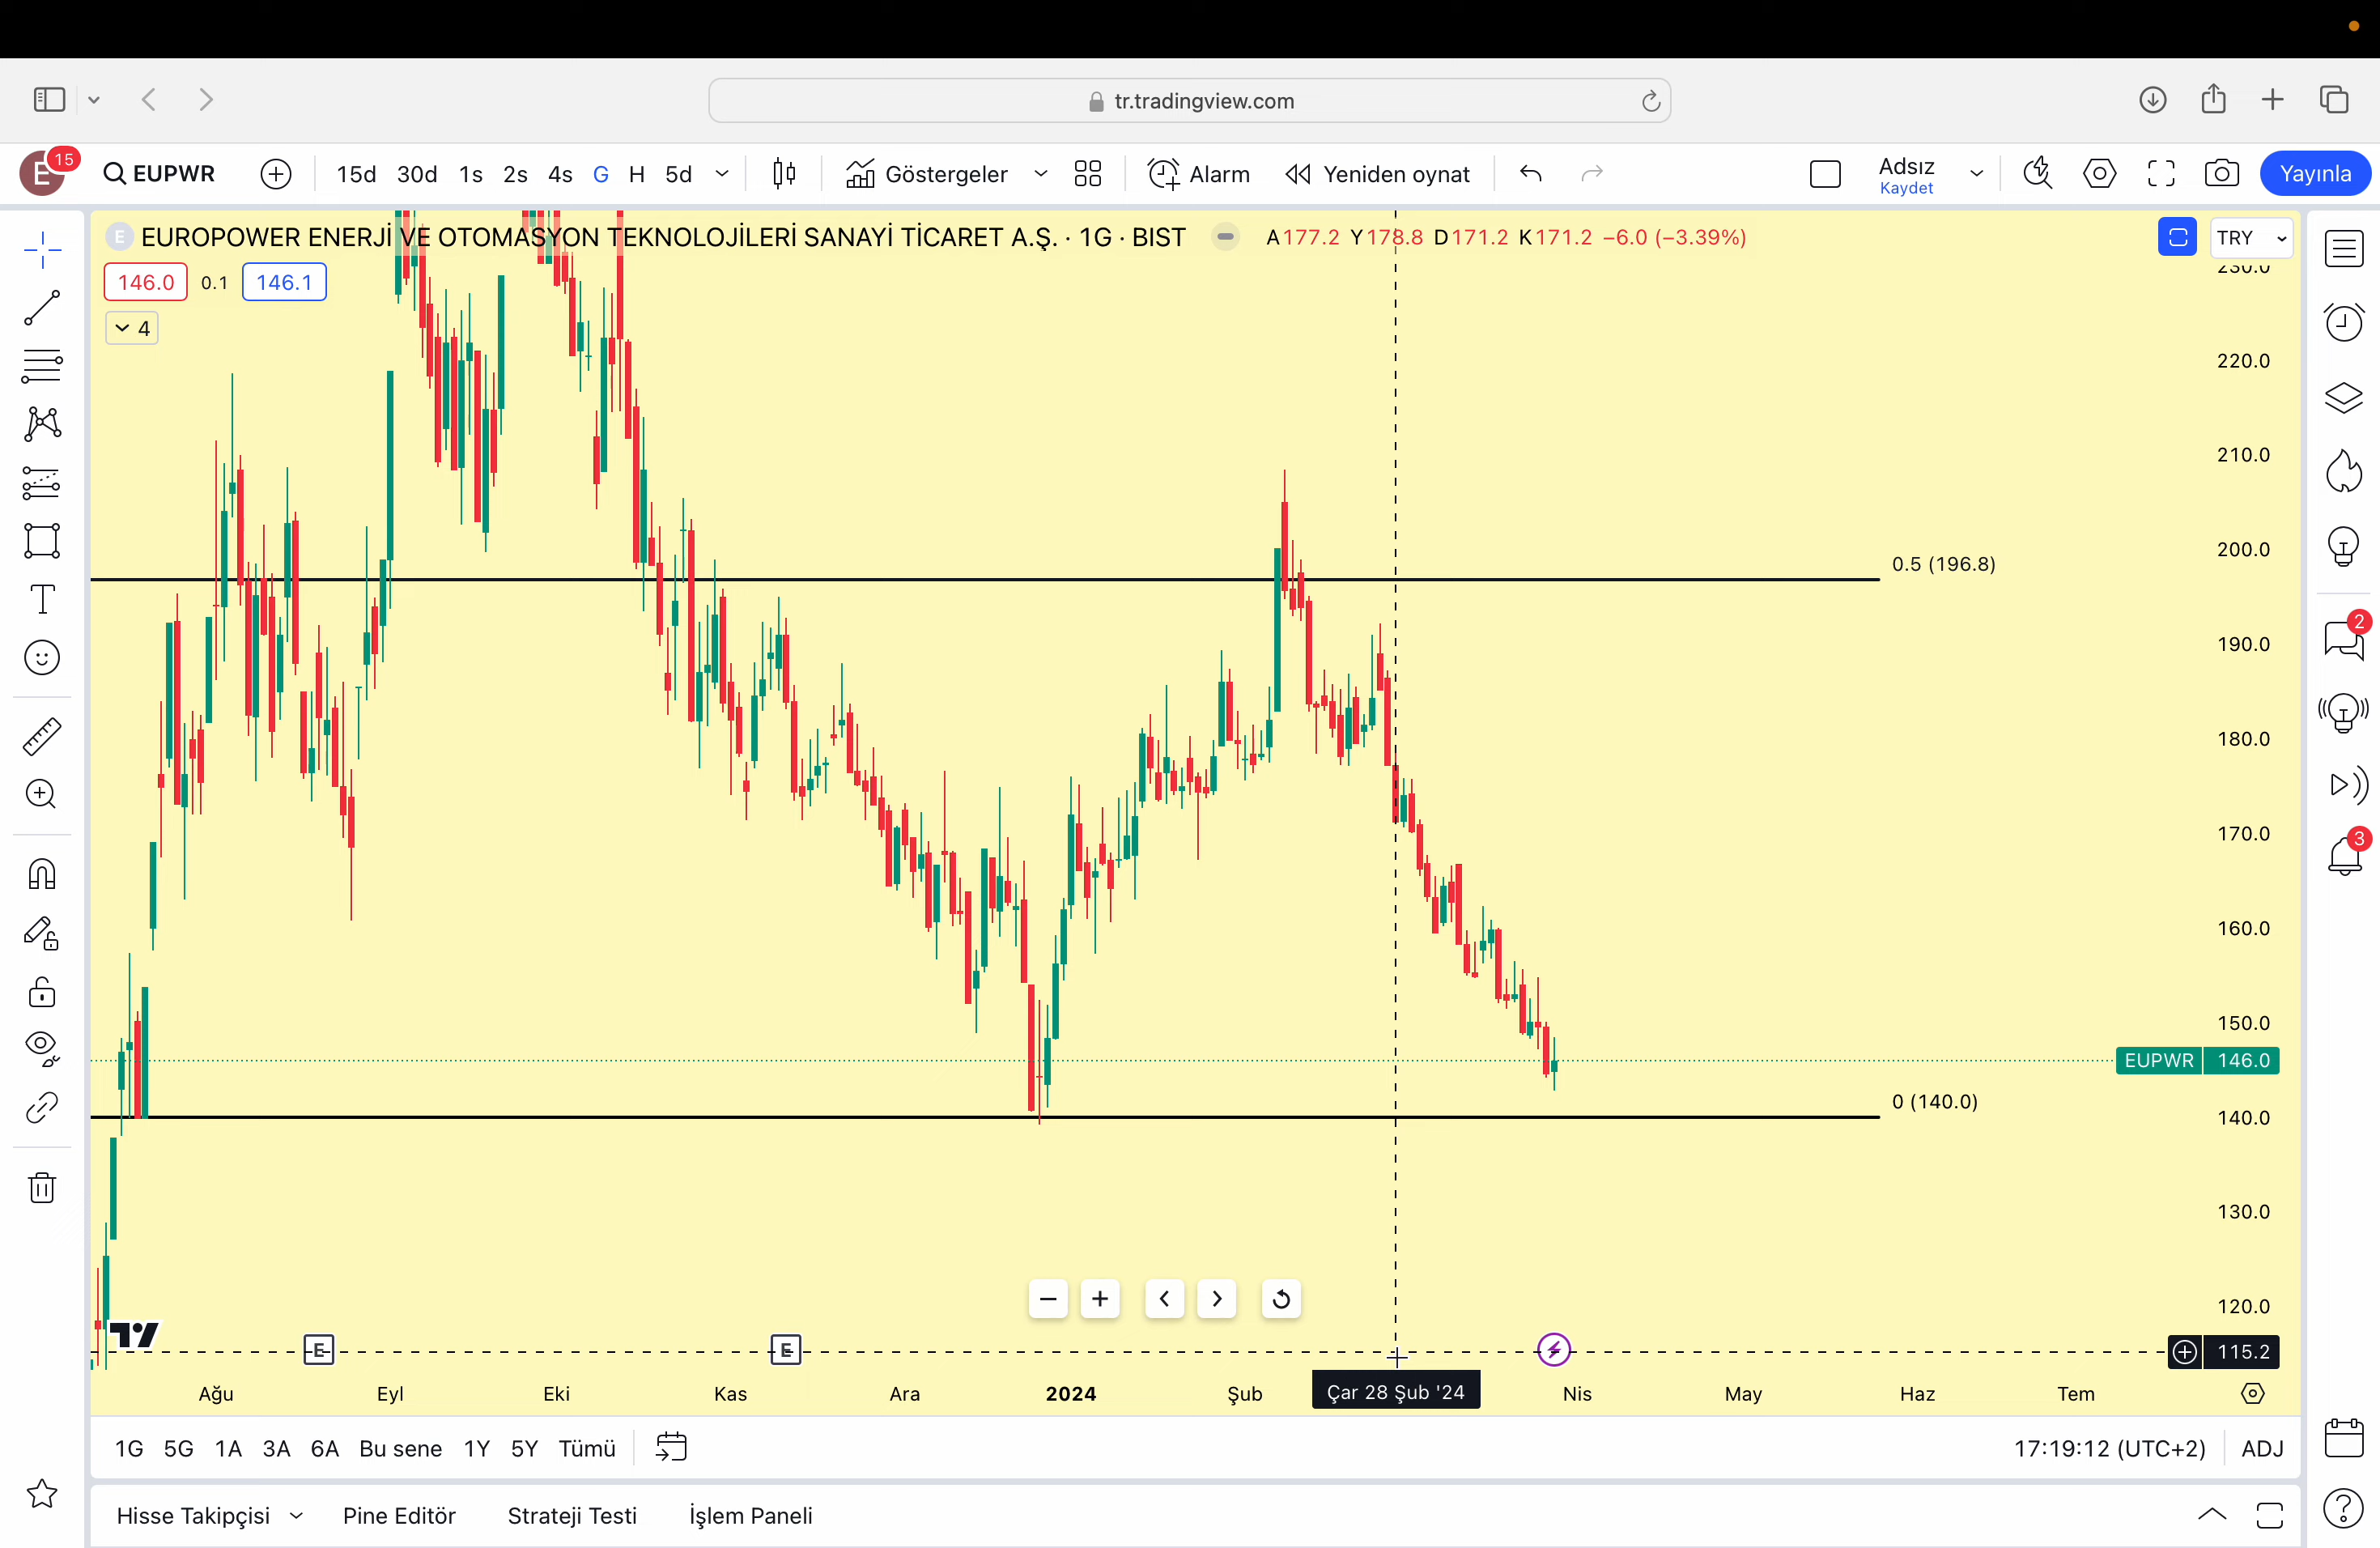 tr.tradingview.com
E 15 EUPWR 15d 30d 1s 2s 4s G H 5d Göstergeler Alarm Yeniden oynat Adsız Kaydet Yayınla
E EUROPOWER ENERJİ VE OTOMASYON TEKNOLOJİLERİ SANAYİ TİCARET A.Ş. · 1G · BIST A177.2 Y178.8 D171.2 K171.2 −6.0 (−3.39%) TRY
146.0 0.1 146.1
4
230.0
220.0
210.0
200.0
0.5 (196.8)
190.0
180.0
170.0
160.0
150.0
EUPWR 146.0
0 (140.0)
140.0
130.0
120.0
115.2
E E
Ağu Eyl Eki Kas Ara 2024 Şub Çar 28 Şub '24 Nis May Haz Tem
1G 5G 1A 3A 6A Bu sene 1Y 5Y Tümü 17:19:12 (UTC+2) ADJ
Hisse Takipçisi Pine Editör Strateji Testi İşlem Paneli
2
3